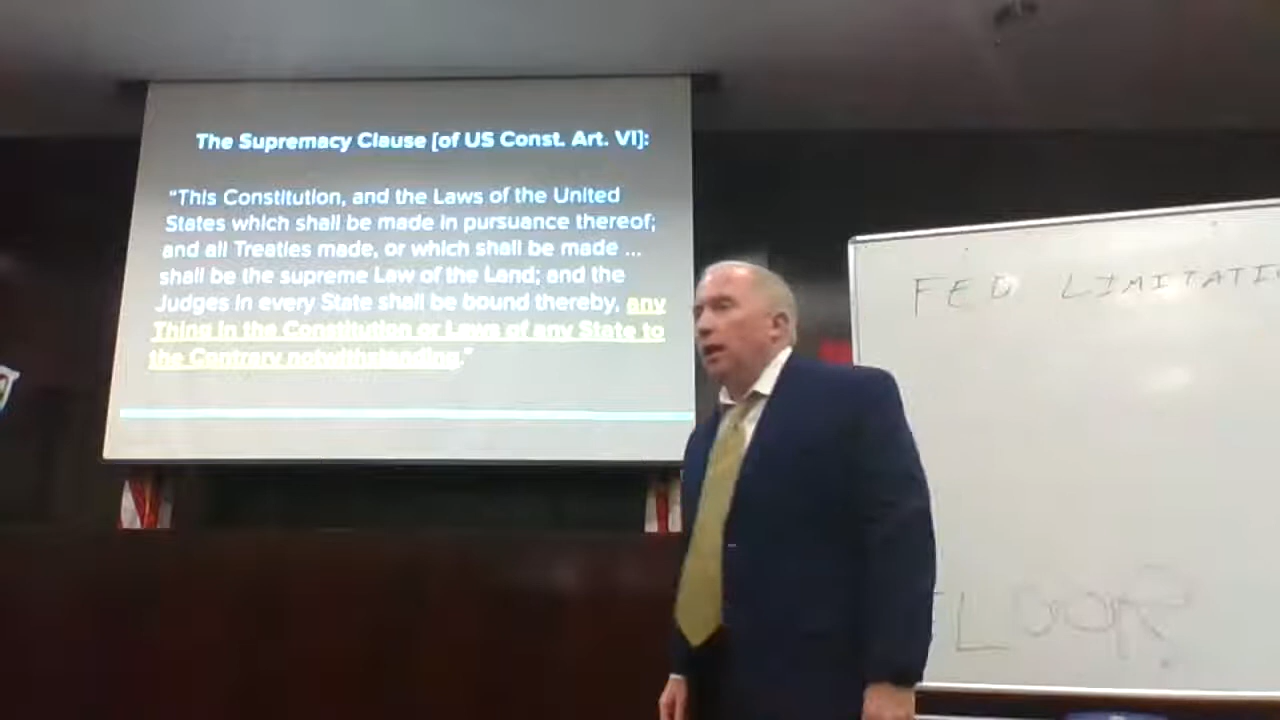 The Supremacy Clause [of US Const. Art. VI]:
“This Constitution, and the Laws of the United
States which shall be made in pursuance thereof;
and all Treaties made, or which shall be made ...
shall be the supreme Law of the Land; and the
Judges in every State shall be bound thereby, any
Thing in the Constitution or Laws of any State to
the Contrary notwithstanding.”
FED LIMITATI
FLOOR?